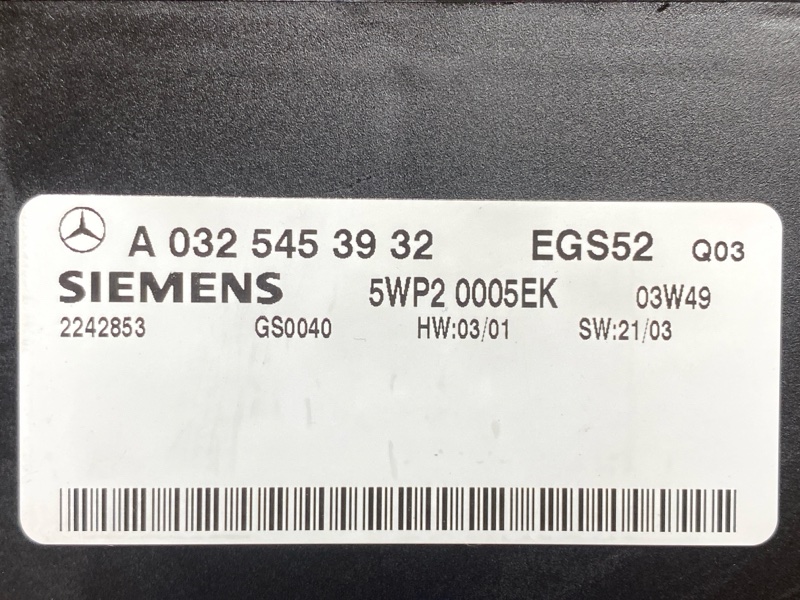 A 032 545 39 32 EGS52 Q03
SIEMENS 5WP2 0005EK 03W49
2242853 GS0040 HW:03/01 SW:21/03